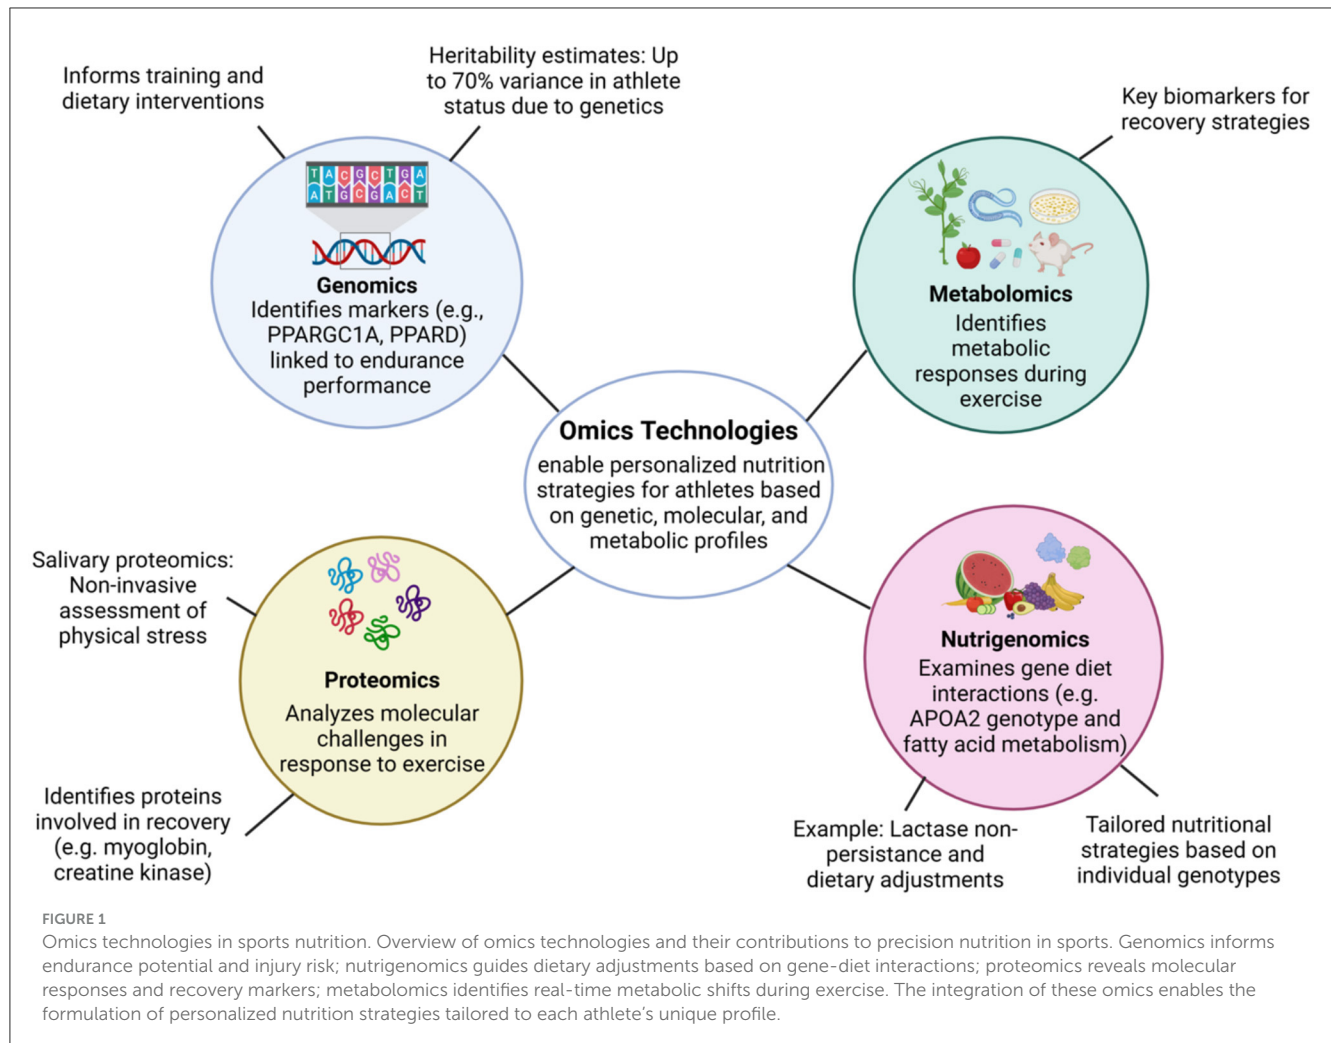 Informs training and
dietary interventions
Heritability estimates: Up
to 70% variance in athlete
status due to genetics
Key biomarkers for
recovery strategies
T A C G C T G A
A T G C G A C T
Genomics
Identifies markers (e.g.,
PPARGC1A, PPARD)
linked to endurance
performance
Metabolomics
Identifies
metabolic
responses during
exercise
Omics Technologies
enable personalized nutrition
strategies for athletes based
on genetic, molecular, and
metabolic profiles
Salivary proteomics:
Non-invasive
assessment of
physical stress
Proteomics
Analyzes molecular
challenges in
response to exercise
Identifies proteins
involved in recovery
(e.g. myoglobin,
creatine kinase)
Nutrigenomics
Examines gene diet
interactions (e.g.
APOA2 genotype and
fatty acid metabolism)
Example: Lactase non-
persistance and
dietary adjustments
Tailored nutritional
strategies based on
individual genotypes
FIGURE 1
Omics technologies in sports nutrition. Overview of omics technologies and their contributions to precision nutrition in sports. Genomics informs
endurance potential and injury risk; nutrigenomics guides dietary adjustments based on gene-diet interactions; proteomics reveals molecular
responses and recovery markers; metabolomics identifies real-time metabolic shifts during exercise. The integration of these omics enables the
formulation of personalized nutrition strategies tailored to each athlete's unique profile.